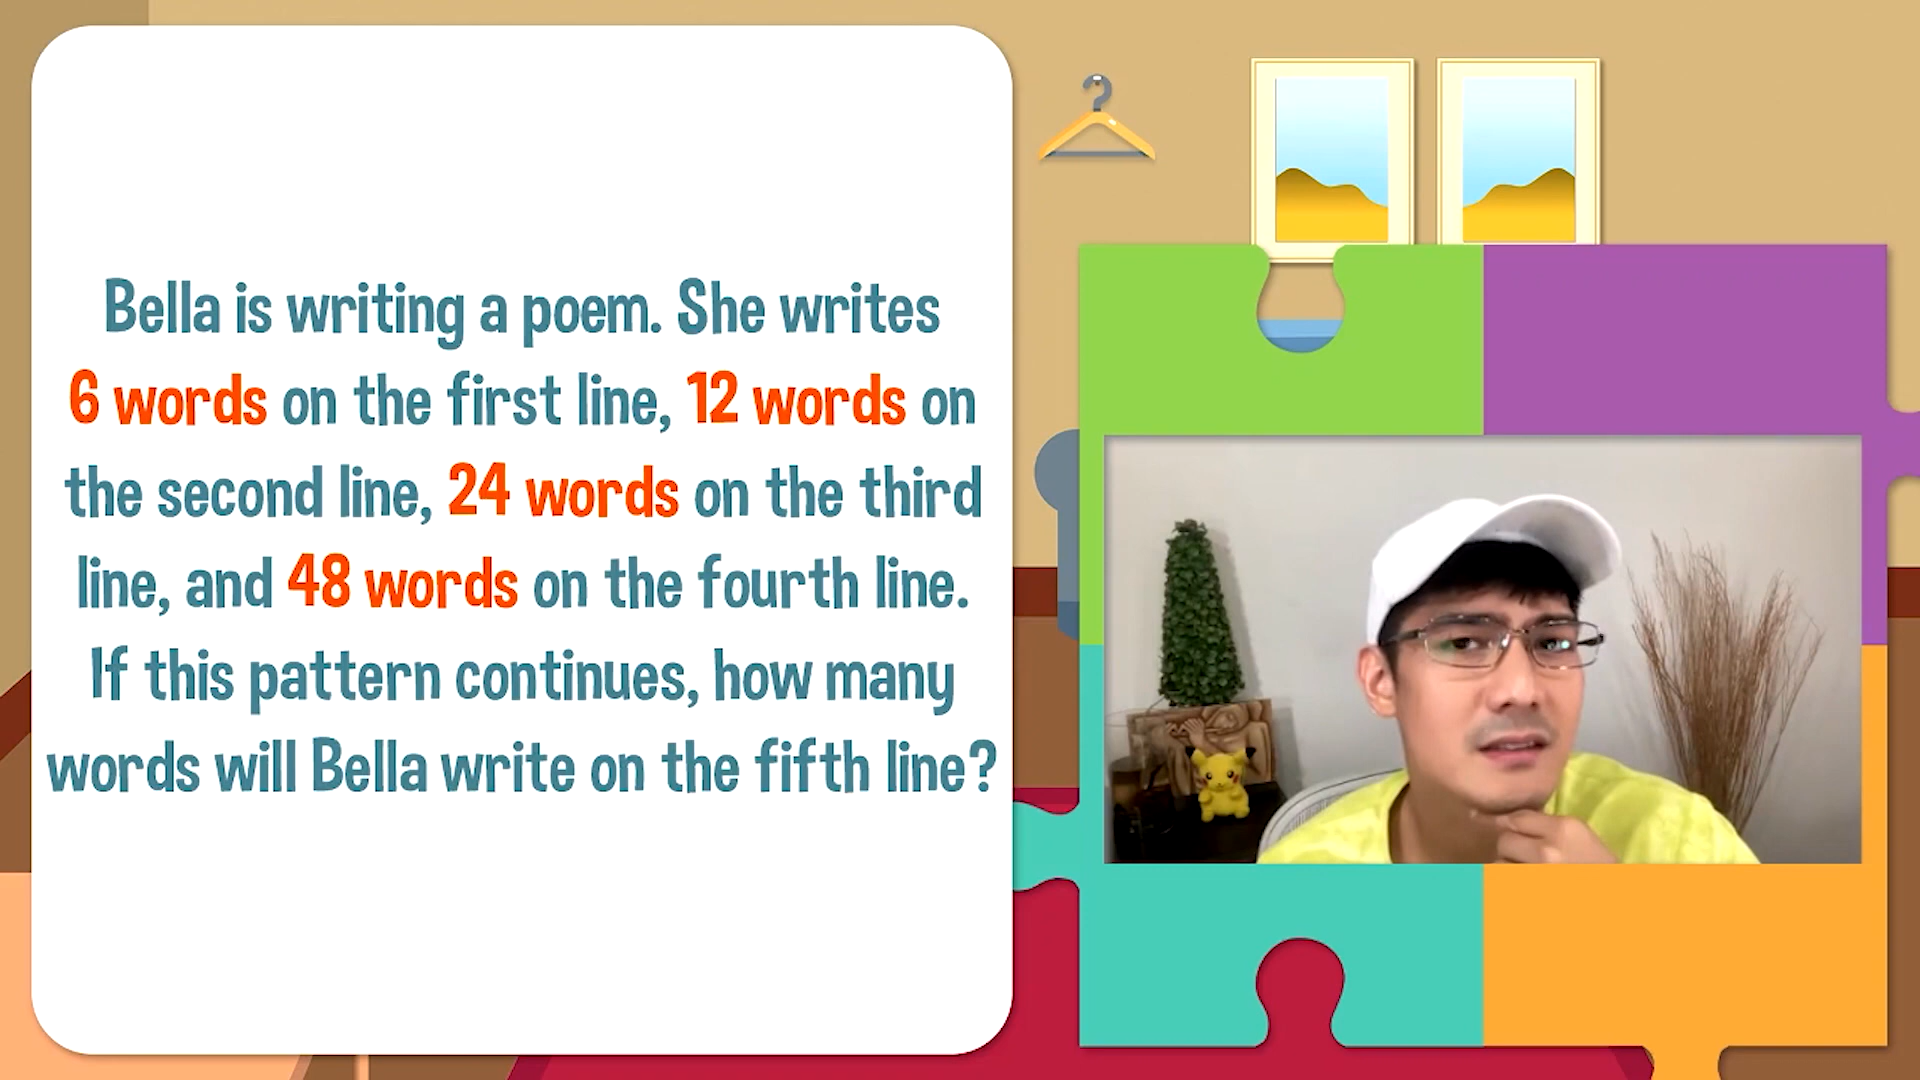 Bella is writing a poem. She writes
6 words on the first line, 12 words on
the second line, 24 words on the third
line, and 48 words on the fourth line.
If this pattern continues, how many
words will Bella write on the fifth line?